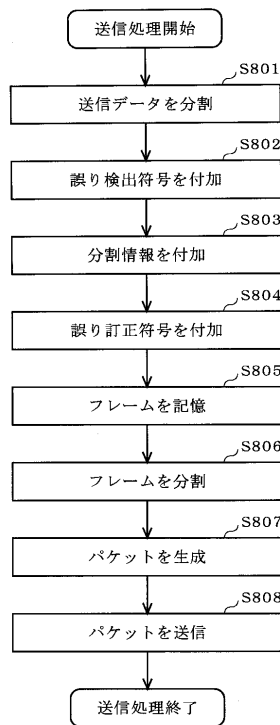 送信処理開始
S801
送信データを分割
S802
誤り検出符号を付加
S803
分割情報を付加
S804
誤り訂正符号を付加
S805
フレームを記憶
S806
フレームを分割
S807
パケットを生成
S808
パケットを送信
送信処理終了